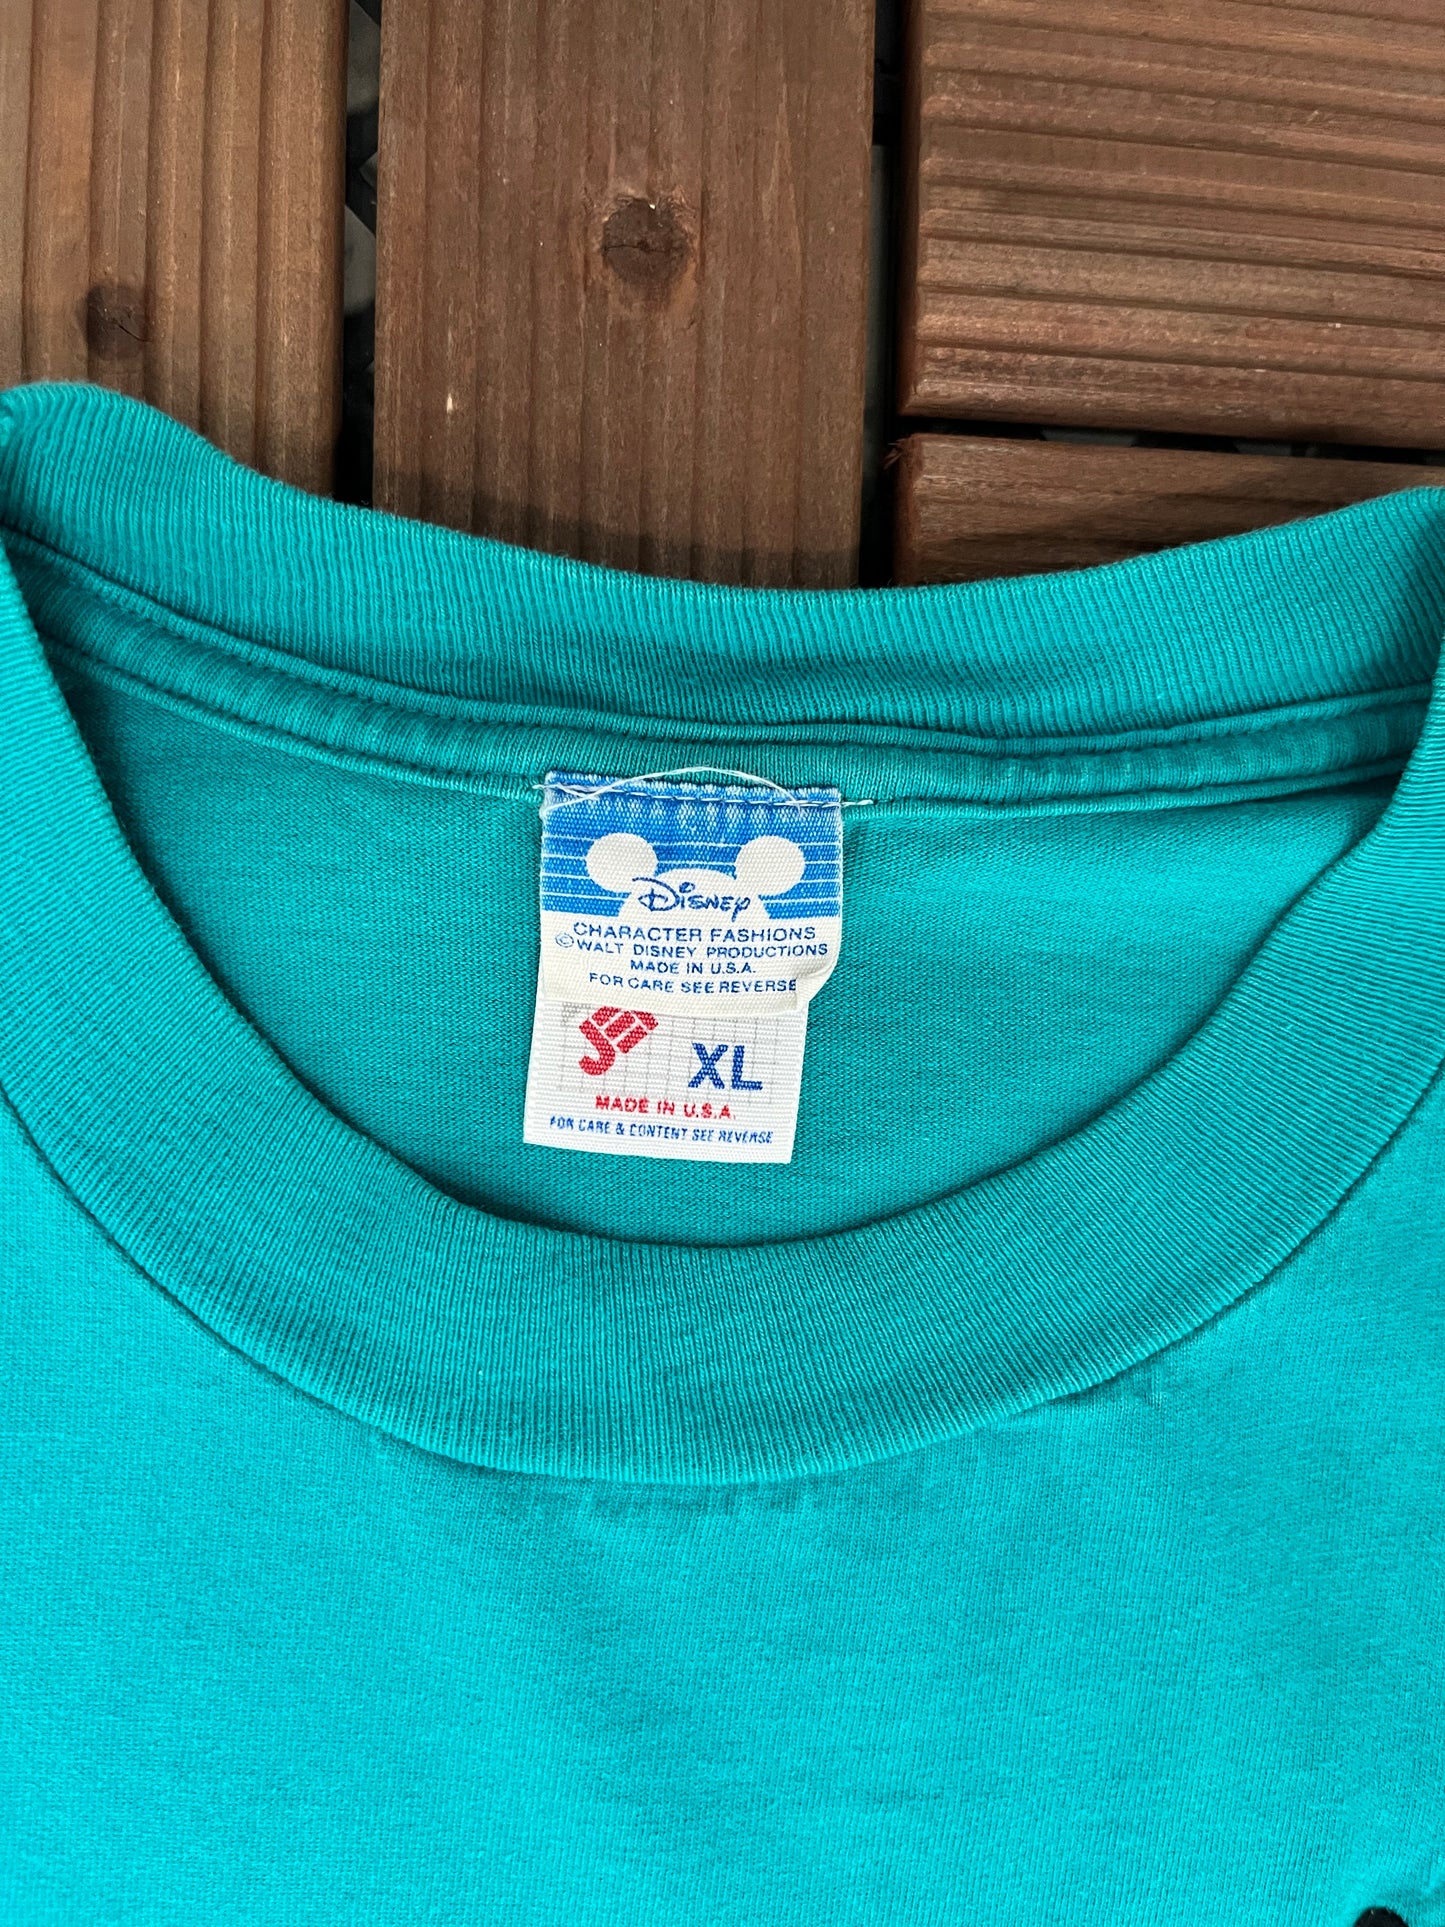 Disney
CHARACTER FASHIONS
©WALT DISNEY PRODUCTIONS
MADE IN U.S.A.
FOR CARE SEE REVERSE
XL
MADE IN U.S.A.
FOR CARE & CONTENT SEE REVERSE